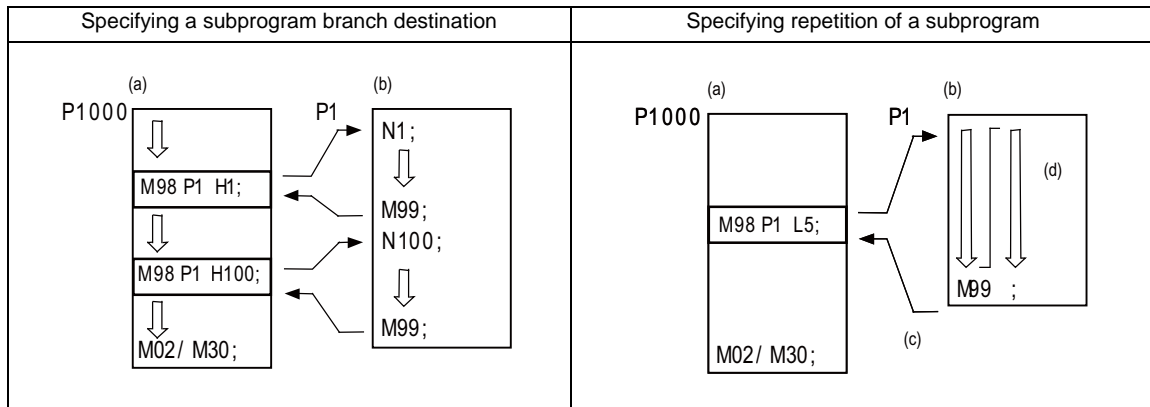 Specifying a subprogram branch destination
Specifying repetition of a subprogram
(a)
(b)
P1000
P1
N1;
M98 P1 H1;
M99;
N100;
M98 P1 H100;
M99;
M02/ M30;
(a)
(b)
P1000
P1
(d)
M98 P1 L5;
M99 ;
(c)
M02/ M30;